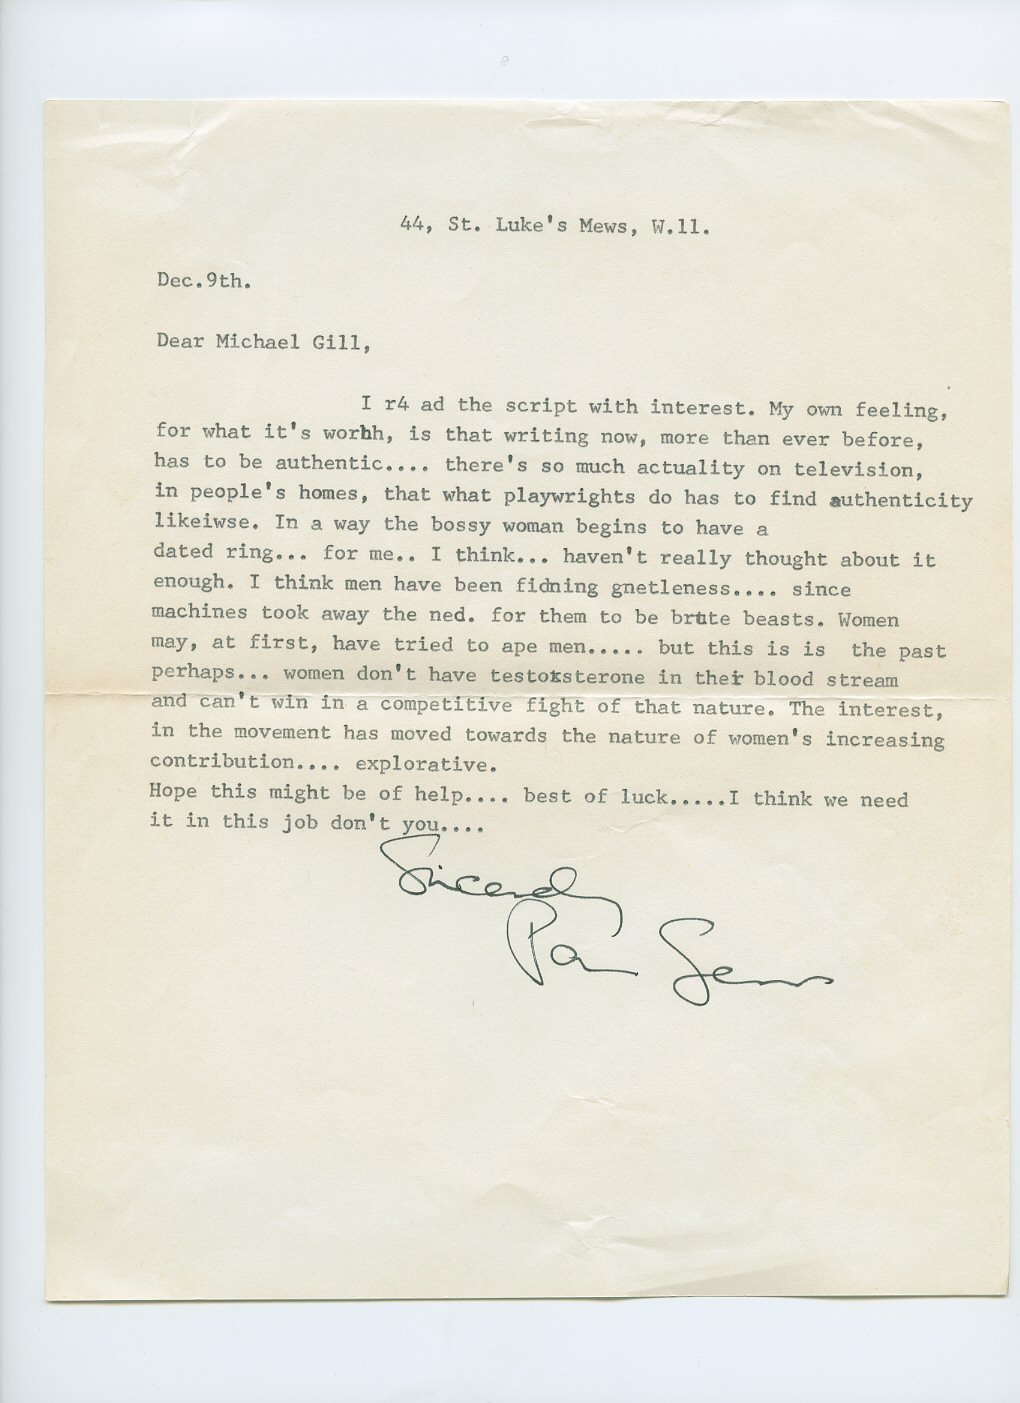 44, St. Luke's Mews, W.11.
Dec.9th.
Dear Michael Gill,
I r4 ad the script with interest. My own feeling,
for what it's worhh, is that writing now, more than ever before,
has to be authentic.... there's so much actuality on television,
in people's homes, that what playwrights do has to find authenticity
likeiwse. In a way the bossy woman begins to have a
dated ring... for me.. I think... haven't really thought about it
enough. I think men have been fidning gnetleness.... since
machines took away the ned. for them to be brute beasts. Women
may, at first, have tried to ape men..... but this is is the past
perhaps... women don't have testoksterone in their blood stream
and can't win in a competitive fight of that nature. The interest,
in the movement has moved towards the nature of women's increasing
contribution.... explorative.
Hope this might be of help.... best of luck.....I think we need
it in this job don't you....
Sincerely
Pam Gems